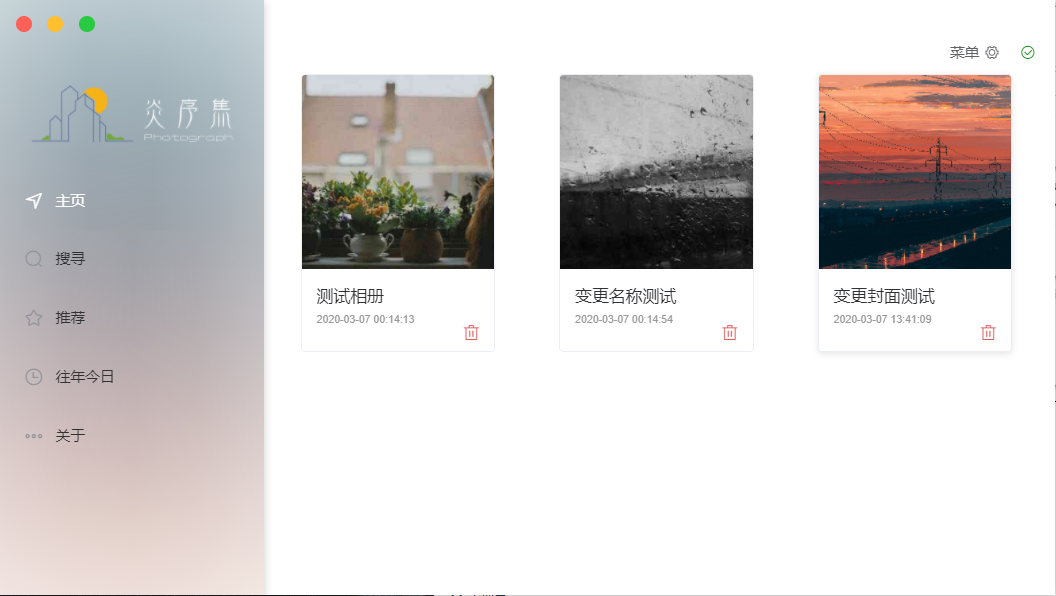 炎序集
Photograph
主页
搜寻
推荐
往年今日
关于
菜单
测试相册
2020-03-07 00:14:13
变更名称测试
2020-03-07 00:14:54
变更封面测试
2020-03-07 13:41:09